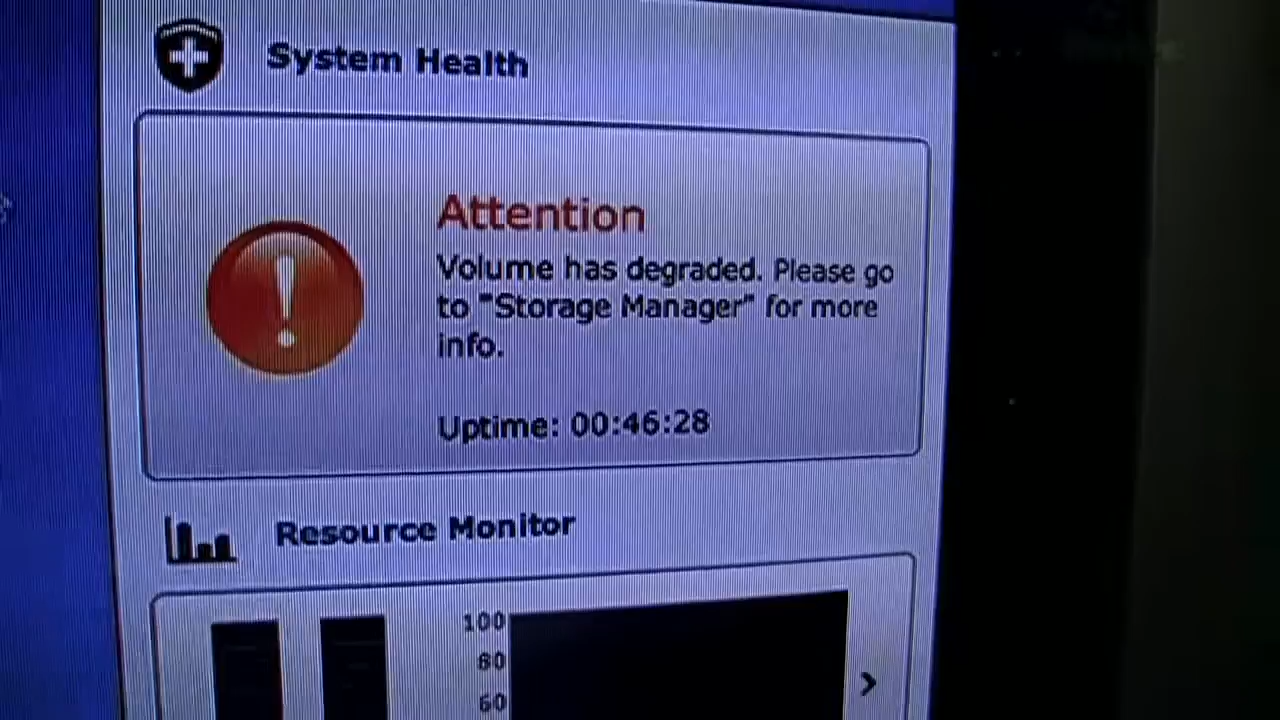 System Health
Attention
Volume has degraded. Please go
to "Storage Manager" for more
info.
Uptime: 00:46:28
Resource Monitor
100
80
60